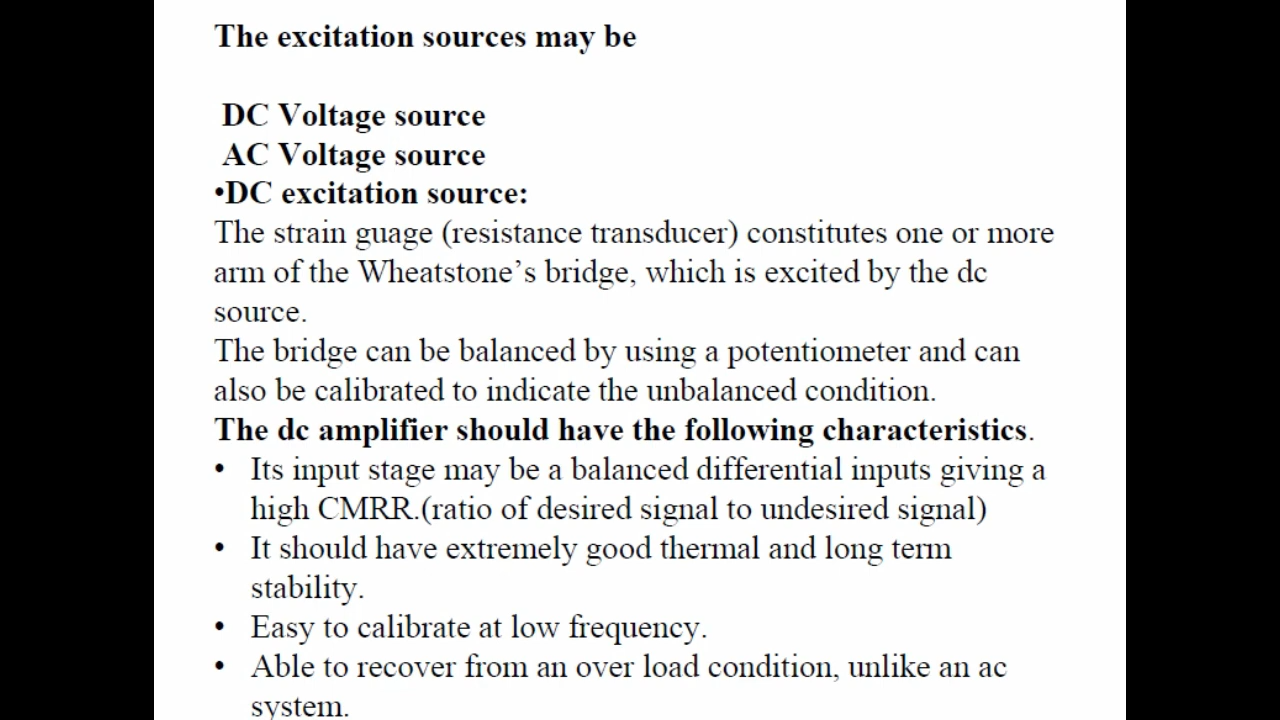 The excitation sources may be
DC Voltage source
AC Voltage source
•DC excitation source:
The strain guage (resistance transducer) constitutes one or more
arm of the Wheatstone’s bridge, which is excited by the dc
source.
The bridge can be balanced by using a potentiometer and can
also be calibrated to indicate the unbalanced condition.
The dc amplifier should have the following characteristics.
• Its input stage may be a balanced differential inputs giving a
high CMRR.(ratio of desired signal to undesired signal)
• It should have extremely good thermal and long term
stability.
• Easy to calibrate at low frequency.
• Able to recover from an over load condition, unlike an ac
system.